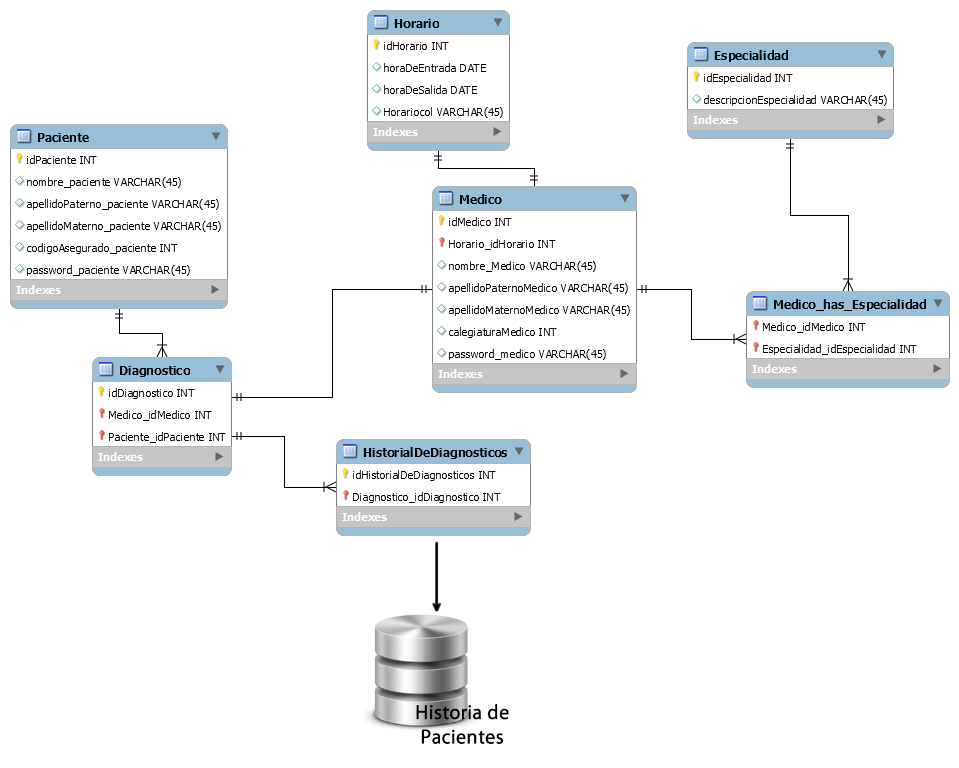 Horario
idHorario INT
horaDeEntrada DATE
horaDeSalida DATE
Horariocol VARCHAR(45)
Indexes
Especialidad
idEspecialidad INT
descripcionEspecialidad VARCHAR(45)
Indexes
Paciente
idPaciente INT
nombre_paciente VARCHAR(45)
apellidoPaterno_paciente VARCHAR(45)
apellidoMaterno_paciente VARCHAR(45)
codigoAsegurado_paciente INT
password_paciente VARCHAR(45)
Indexes
Medico
idMedico INT
Horario_idHorario INT
nombre_Medico VARCHAR(45)
apellidoPaternoMedico VARCHAR(45)
apellidoMaternoMedico VARCHAR(45)
calegiaturaMedico INT
password_medico VARCHAR(45)
Indexes
Medico_has_Especialidad
Medico_idMedico INT
Especialidad_idEspecialidad INT
Indexes
Diagnostico
idDiagnostico INT
Medico_idMedico INT
Paciente_idPaciente INT
Indexes
HistorialDeDiagnosticos
idHistorialDeDiagnosticos INT
Diagnostico_idDiagnostico INT
Indexes
Historia de
Pacientes